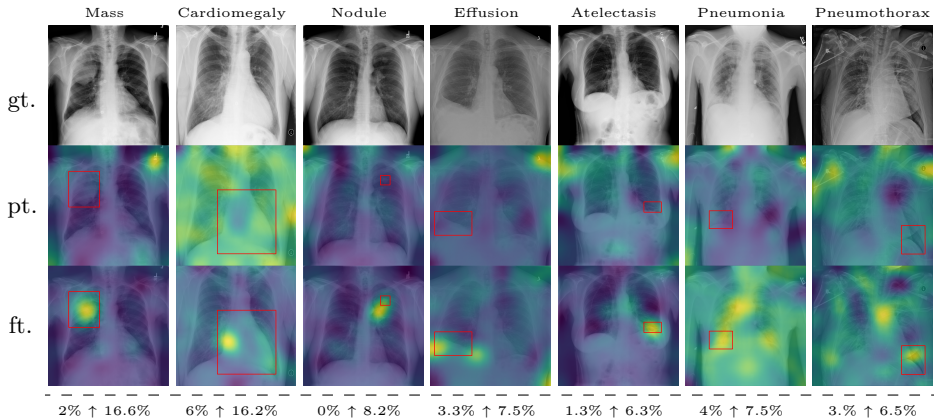 Mass Cardiomegaly Nodule Effusion Atelectasis Pneumonia Pneumothorax
gt.
pt.
ft.
2% ↑ 16.6% 6% ↑ 16.2% 0% ↑ 8.2% 3.3% ↑ 7.5% 1.3% ↑ 6.3% 4% ↑ 7.5% 3.% ↑ 6.5%